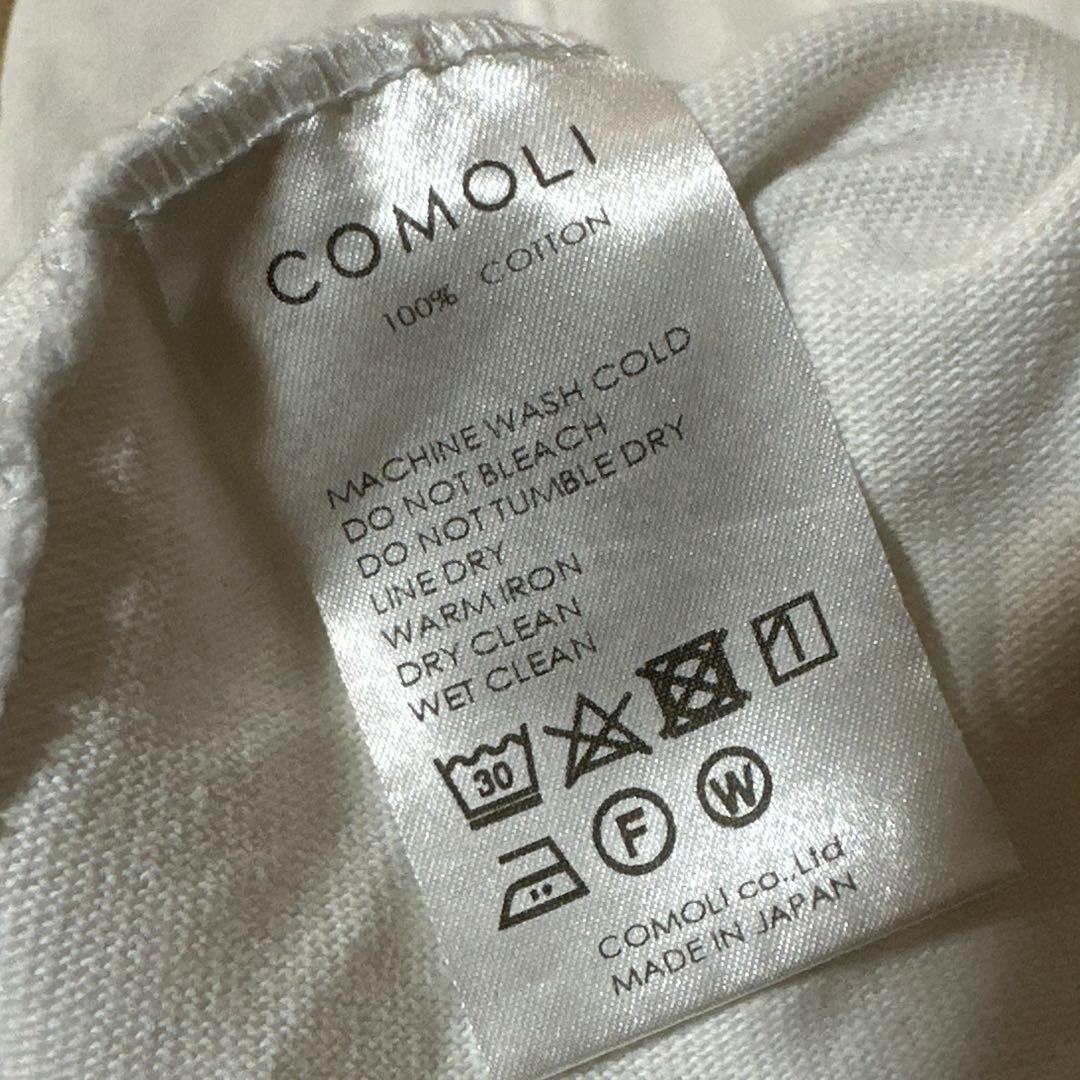 COMOLI
100% COTTON
MACHINE WASH COLD
DO NOT BLEACH
DO NOT TUMBLE DRY
LINE DRY
WARM IRON
DRY CLEAN
WET CLEAN
30
F W
COMOLI co.,Ltd
MADE IN JAPAN